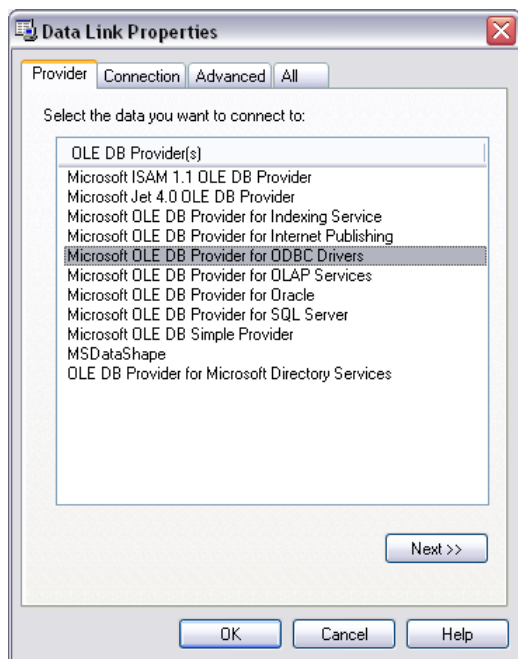 Data Link Properties
Provider Connection Advanced All
Select the data you want to connect to:
OLE DB Provider(s)
Microsoft ISAM 1.1 OLE DB Provider
Microsoft Jet 4.0 OLE DB Provider
Microsoft OLE DB Provider for Indexing Service
Microsoft OLE DB Provider for Internet Publishing
Microsoft OLE DB Provider for ODBC Drivers
Microsoft OLE DB Provider for OLAP Services
Microsoft OLE DB Provider for Oracle
Microsoft OLE DB Provider for SQL Server
Microsoft OLE DB Simple Provider
MSDataShape
OLE DB Provider for Microsoft Directory Services
Next >>
OK Cancel Help